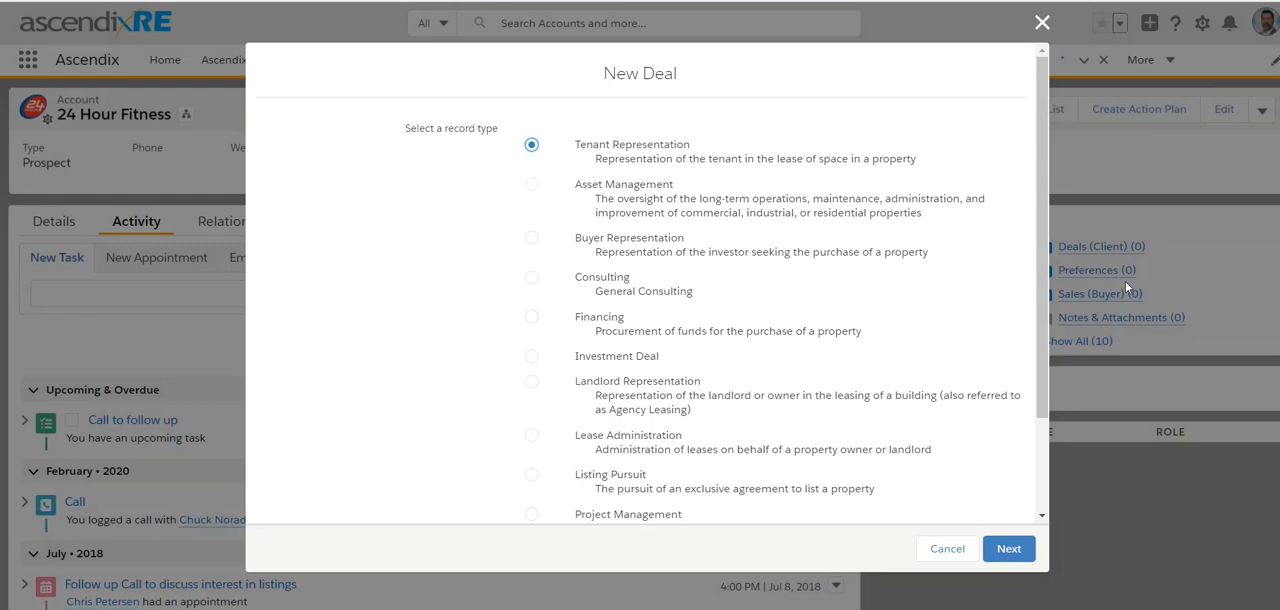 ascendixRE
All
Search Accounts and more...
Ascendix
Home
More
Account
24 Hour Fitness
Create Action Plan
Edit
Type
Phone
Prospect
Details
Activity
New Task
New Appointment
New Deal
Select a record type
Tenant Representation
Representation of the tenant in the lease of space in a property
Asset Management
The oversight of the long-term operations, maintenance, administration, and
improvement of commercial, industrial, or residential properties
Buyer Representation
Representation of the investor seeking the purchase of a property
Consulting
General Consulting
Financing
Procurement of funds for the purchase of a property
Investment Deal
Landlord Representation
Representation of the landlord or owner in the leasing of a building (also referred to
as Agency Leasing)
Lease Administration
Administration of leases on behalf of a property owner or landlord
Listing Pursuit
The pursuit of an exclusive agreement to list a property
Project Management
Cancel
Next
Deals (Client) (0)
Preferences (0)
Sales (Buyer) (0)
Notes & Attachments (0)
how All (10)
ROLE
Upcoming & Overdue
Call to follow up
You have an upcoming task
February • 2020
Call
You logged a call with Chuck Norad
July • 2018
Follow up Call to discuss interest in listings
4:00 PM | Jul 8, 2018
Chris Petersen had an appointment